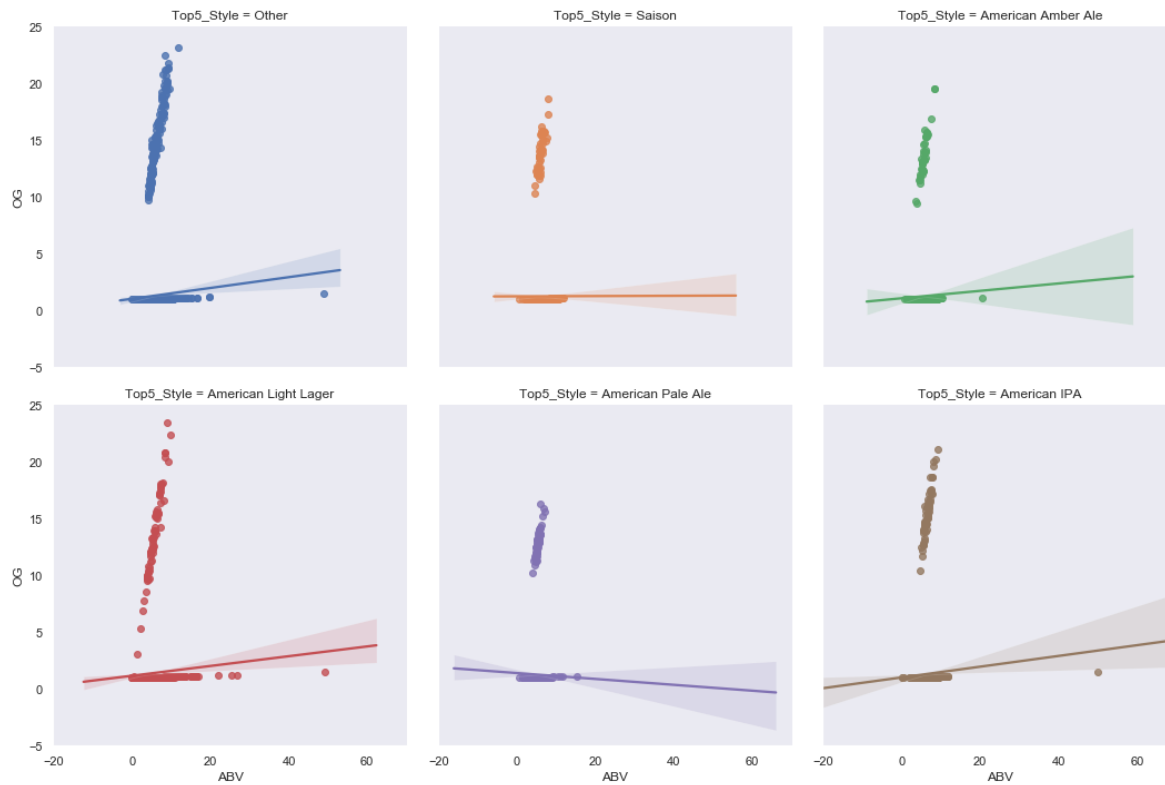 Top5_Style = Other
Top5_Style = Saison
Top5_Style = American Amber Ale
25
20
15
10
5
0
−5
OG
Top5_Style = American Light Lager
Top5_Style = American Pale Ale
Top5_Style = American IPA
25
20
15
10
5
0
−5
OG
−20 0 20 40 60
−20 0 20 40 60
−20 0 20 40 60
ABV
ABV
ABV